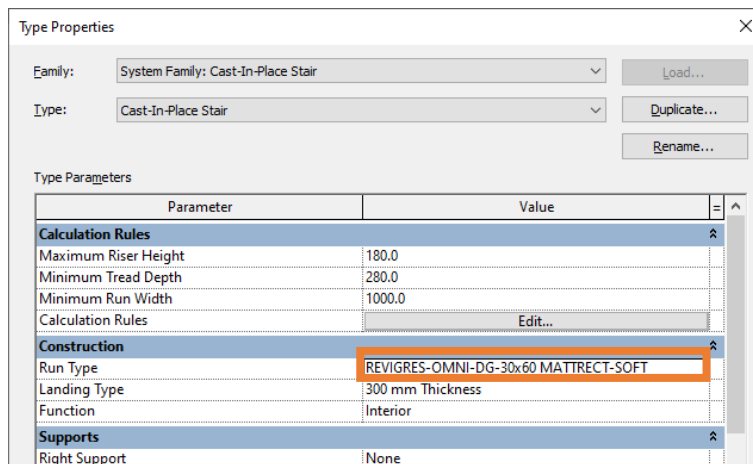 Type Properties
Family: System Family: Cast-In-Place Stair Load...
Type: Cast-In-Place Stair Duplicate...
Rename...
Type Parameters
Parameter Value =
Calculation Rules
Maximum Riser Height 180.0
Minimum Tread Depth 280.0
Minimum Run Width 1000.0
Calculation Rules Edit...
Construction
Run Type REVIGRES-OMNI-DG-30x60 MATTRECT-SOFT
Landing Type 300 mm Thickness
Function Interior
Supports
Right Support None